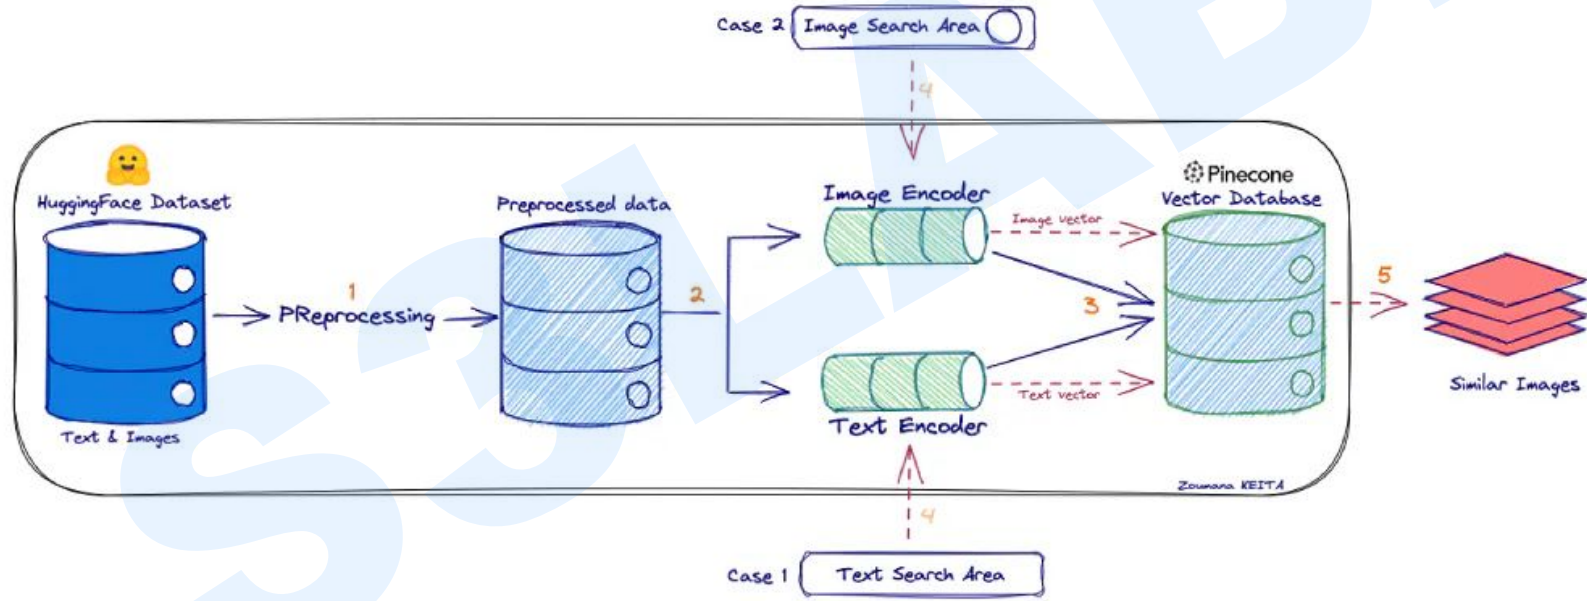 Case 2
Image Search Area
4
HuggingFace Dataset
Text & Images
1
PReprocessing
Preprocessed data
2
Image Encoder
Image vector
3
Text Encoder
Text vector
Pinecone
Vector Database
5
Similar Images
Zoumana KEITA
4
Case 1
Text Search Area
S3LAB